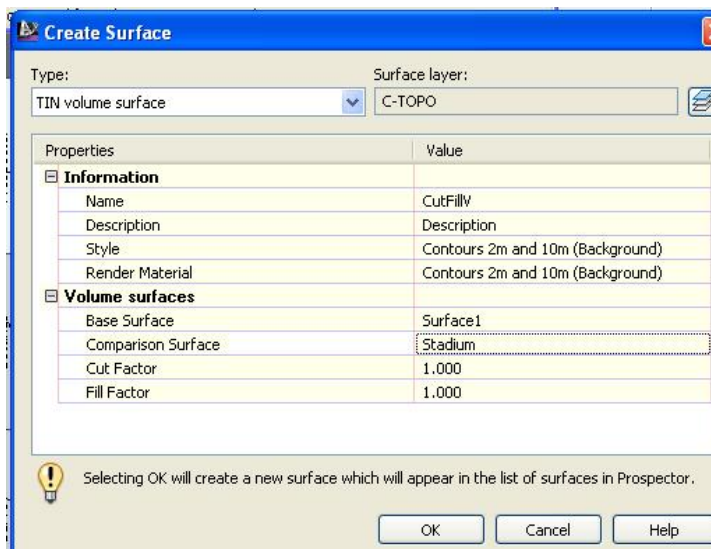 Create Surface
Type: Surface layer:
TIN volume surface C-TOPO
Properties Value
Information
Name CutFillV
Description Description
Style Contours 2m and 10m (Background)
Render Material Contours 2m and 10m (Background)
Volume surfaces
Base Surface Surface1
Comparison Surface Stadium
Cut Factor 1.000
Fill Factor 1.000
Selecting OK will create a new surface which will appear in the list of surfaces in Prospector.
OK Cancel Help